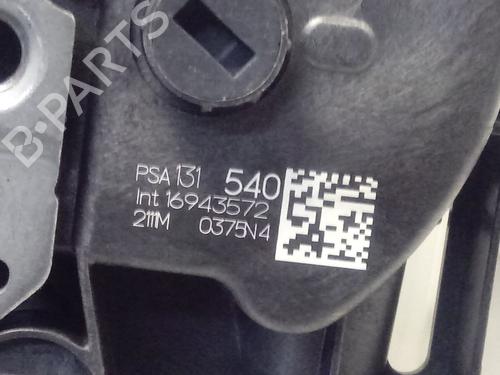 B-PARTS
PSA 131 540
Int 16943572
2111M 0375N4